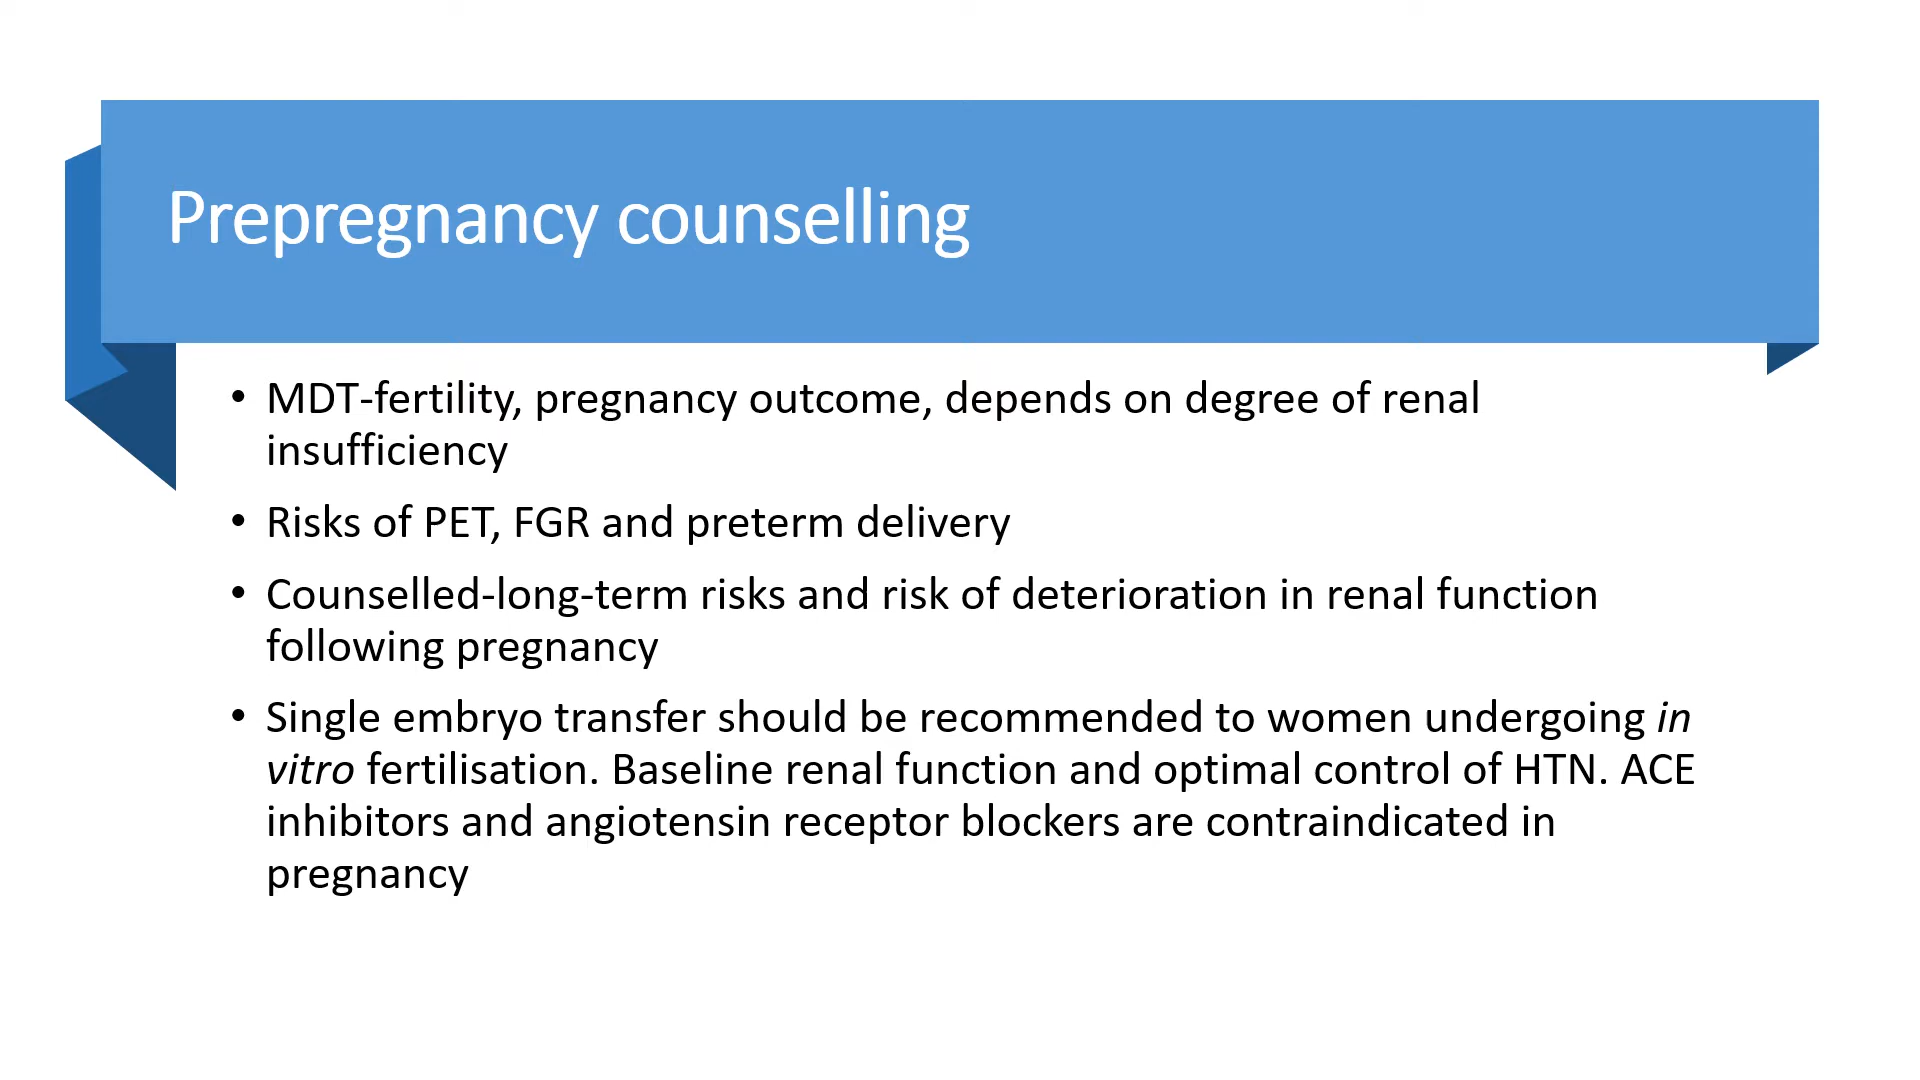 Prepregnancy counselling
• MDT-fertility, pregnancy outcome, depends on degree of renal
insufficiency
• Risks of PET, FGR and preterm delivery
• Counselled-long-term risks and risk of deterioration in renal function
following pregnancy
• Single embryo transfer should be recommended to women undergoing in
vitro fertilisation. Baseline renal function and optimal control of HTN. ACE
inhibitors and angiotensin receptor blockers are contraindicated in
pregnancy